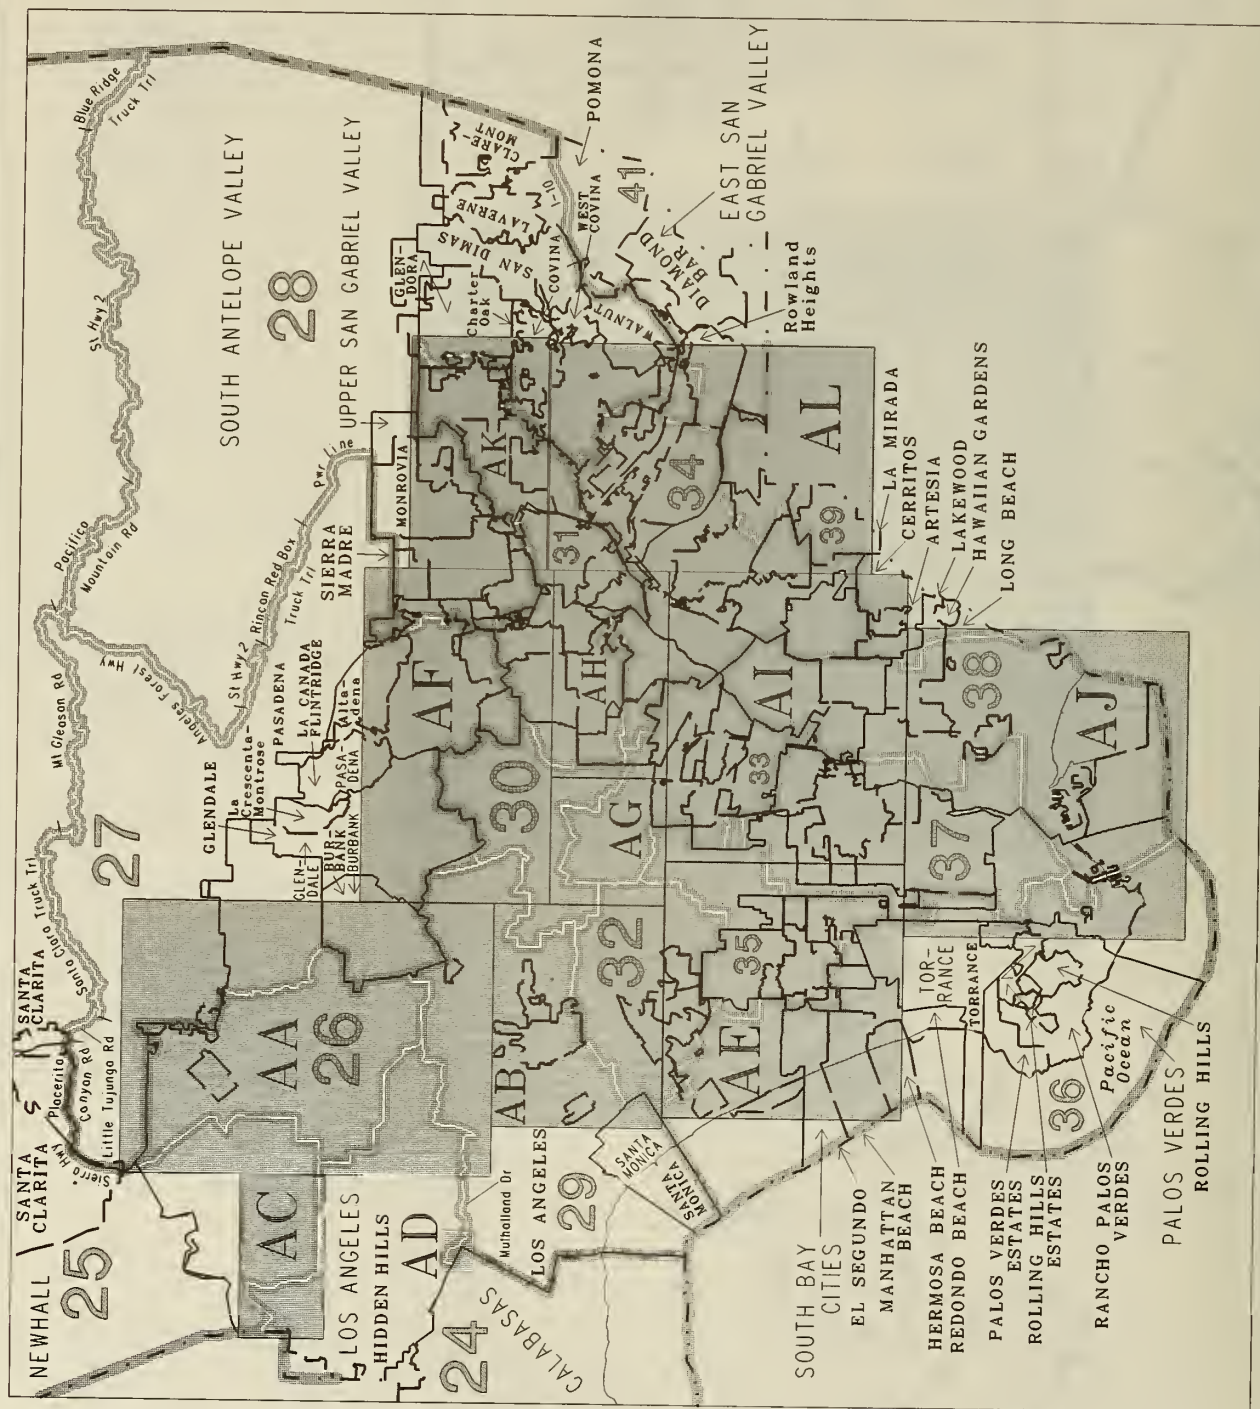 SOUTH ANTELOPE VALLEY
28
UPPER SAN GABRIEL VALLEY
Blue Ridge
Truck Trl
St Hwy 2
Pacifico
Mountain Rd
Angeles Forest Hwy
Mt Gleason Rd
Santa Clara Truck Trl
St Hwy 2
Rincon Red Box
Truck Trl
Pwr Line
27
SANTA
CLARITA
SANTA
CLARITA
Placerita
Canyon Rd
Sierra Hwy
Little Tujunga Rd
NEWHALL
25
GLENDALE
La
Crescenta-
Montrose
PASADENA
LA CANADA
FLINTRIDGE
Alta-
dena
PASA-
DENA
GLEN-
DALE
BUR-
BANK
BURBANK
SIERRA
MADRE
MONROVIA
GLEN-
DORA
Charter
Oak
SAN DIMAS
LAVERNE
CLARE-
MONT
COVINA
I-10
WEST
COVINA
POMONA
41
WALNUT
DIAMOND
BAR
EAST SAN
GABRIEL VALLEY
Rowland
Heights
AA
26
AC
AD
LOS ANGELES
HIDDEN HILLS
24
CALABASAS
Mulholland Dr
LOS ANGELES
29
AB
32
SANTA
MONICA
SANTA
MONICA
AE
35
AF
30
AG
AH
31
AK
34
AL
39
AI
33
37
38
AJ
LA MIRADA
CERRITOS
ARTESIA
LAKEWOOD
HAWAIIAN GARDENS
LONG BEACH
SOUTH BAY
CITIES
EL SEGUNDO
MANHATTAN
BEACH
HERMOSA BEACH
REDONDO BEACH
TOR-
RANCE
TORRANCE
PALOS VERDES
ESTATES
ROLLING HILLS
ESTATES
RANCHO PALOS
VERDES
36
Pacific
Ocean
PALOS VERDES
ROLLING HILLS